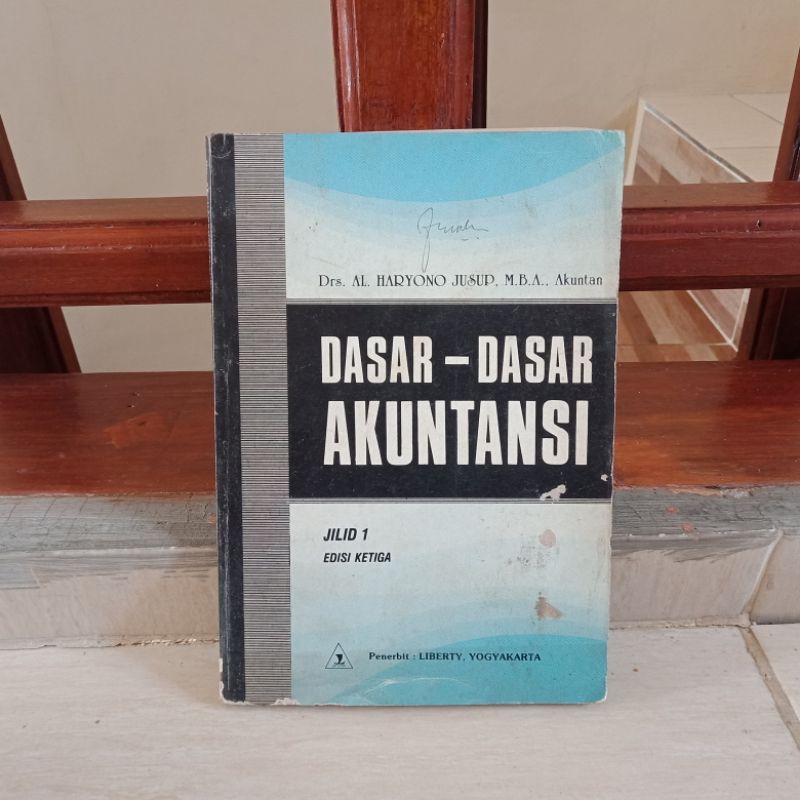 Drs. AL. HARYONO JUSUP, M.B.A., Akuntan
DASAR – DASAR
AKUNTANSI
JILID 1
EDISI KETIGA
Penerbit : LIBERTY, YOGYAKARTA